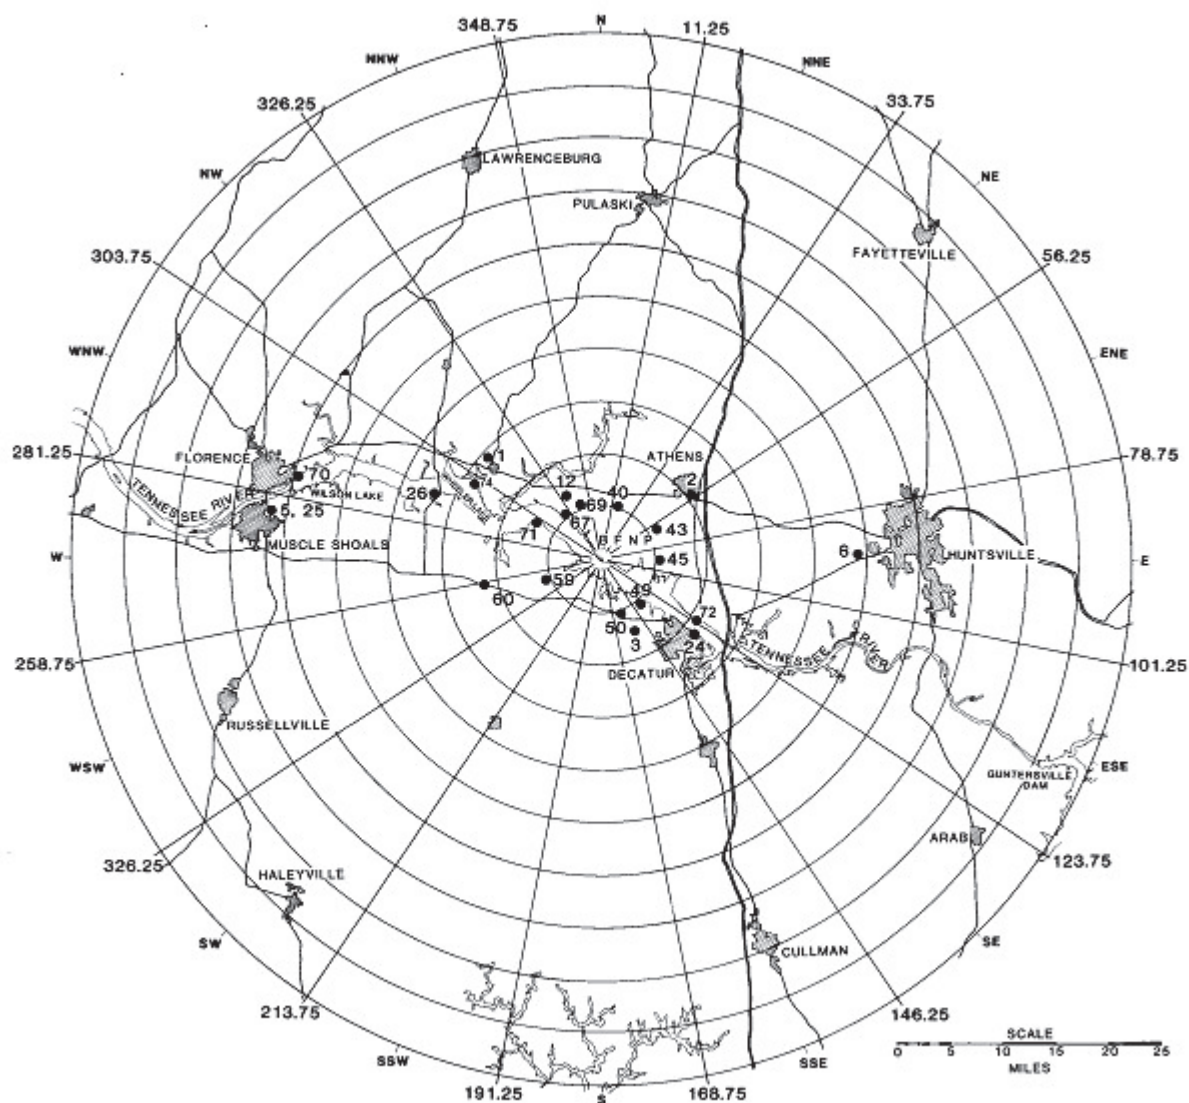 N
348.75
11.25
NNW
NNE
326.25
33.75
LAWRENCEBURG
NW
NE
PULASKI
FAYETTEVILLE
303.75
56.25
WNW
ENE
281.25
78.75
FLORENCE
ATHENS
1
70
74
2
26
12
TENNESSEE RIVER
WILSON LAKE
69
40
5, 25
67
71
43
MUSCLE SHOALS
B F N P
W
45
6
HUNTSVILLE
E
59
60
49
72
50
3
24
TENNESSEE RIVER
258.75
DECATUR
101.25
RUSSELLVILLE
WSW
ESE
GUNTERSVILLE
DAM
ARAB
326.25
123.75
HALEYVILLE
SW
SE
CULLMAN
213.75
146.25
SSW
SSE
SCALE
0 5 10 15 20 25
MILES
191.25
S
168.75